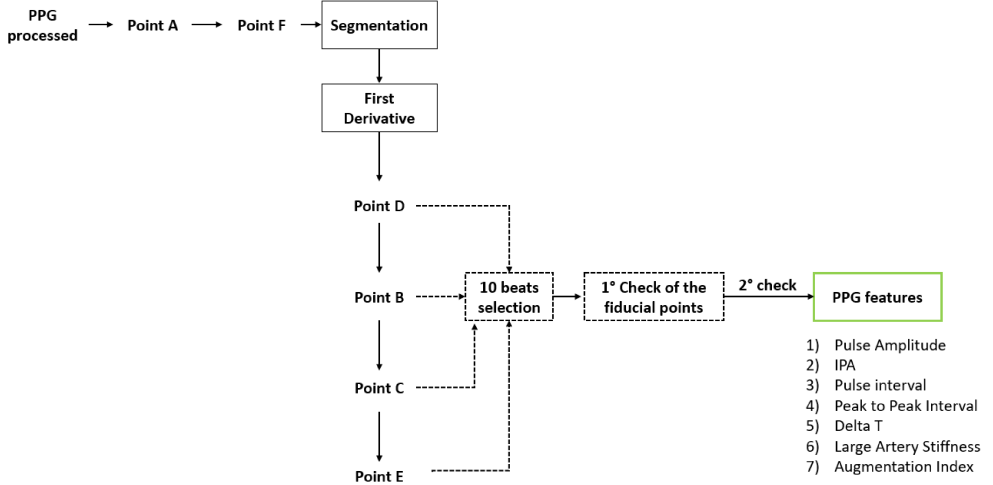 PPG
processed
Point A
Point F
Segmentation
First
Derivative
Point D
Point B
10 beats
selection
1° Check of the
fiducial points
2° check
PPG features
Point C
Point E
1) Pulse Amplitude
2) IPA
3) Pulse interval
4) Peak to Peak Interval
5) Delta T
6) Large Artery Stiffness
7) Augmentation Index